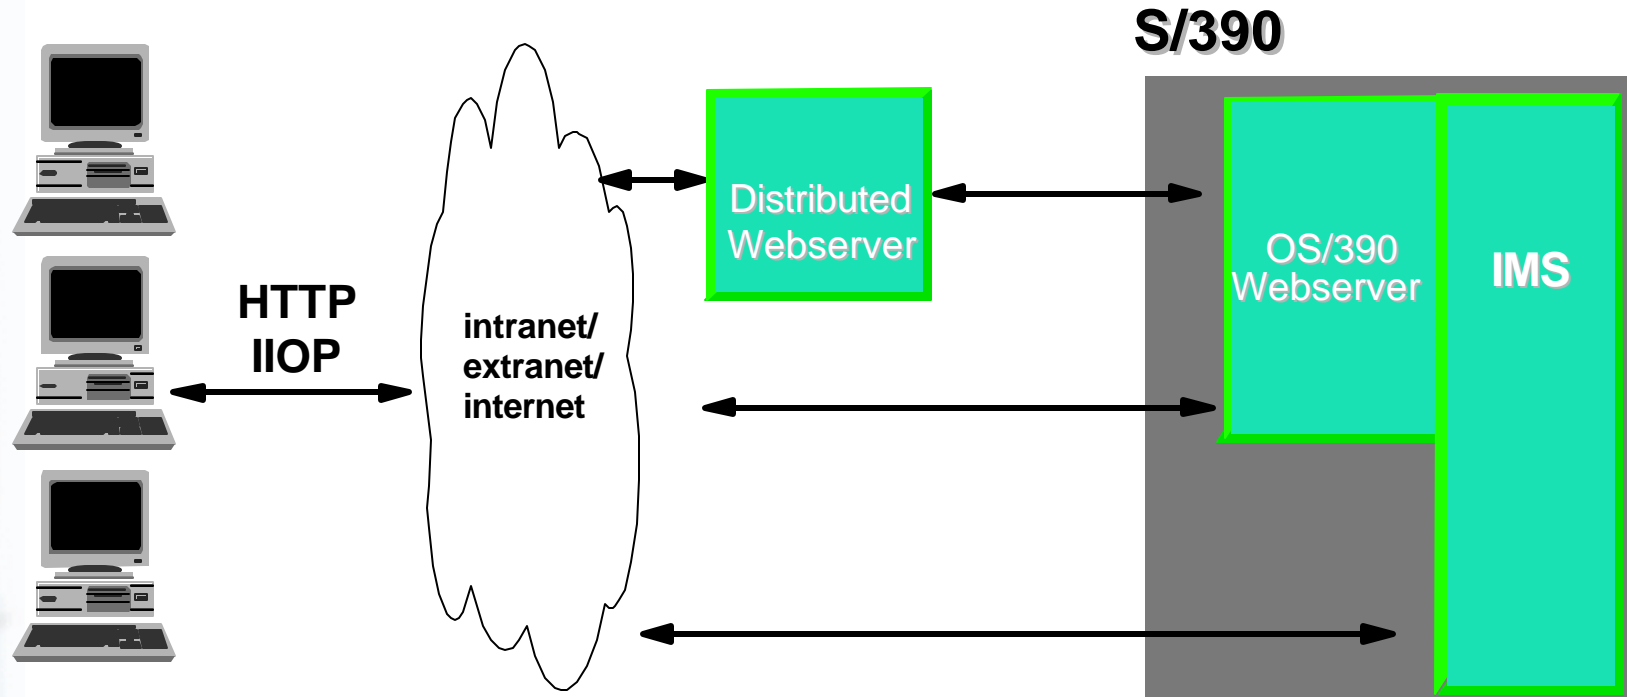 S/390
HTTP
IIOP
intranet/
extranet/
internet
Distributed
Webserver
OS/390
Webserver
IMS